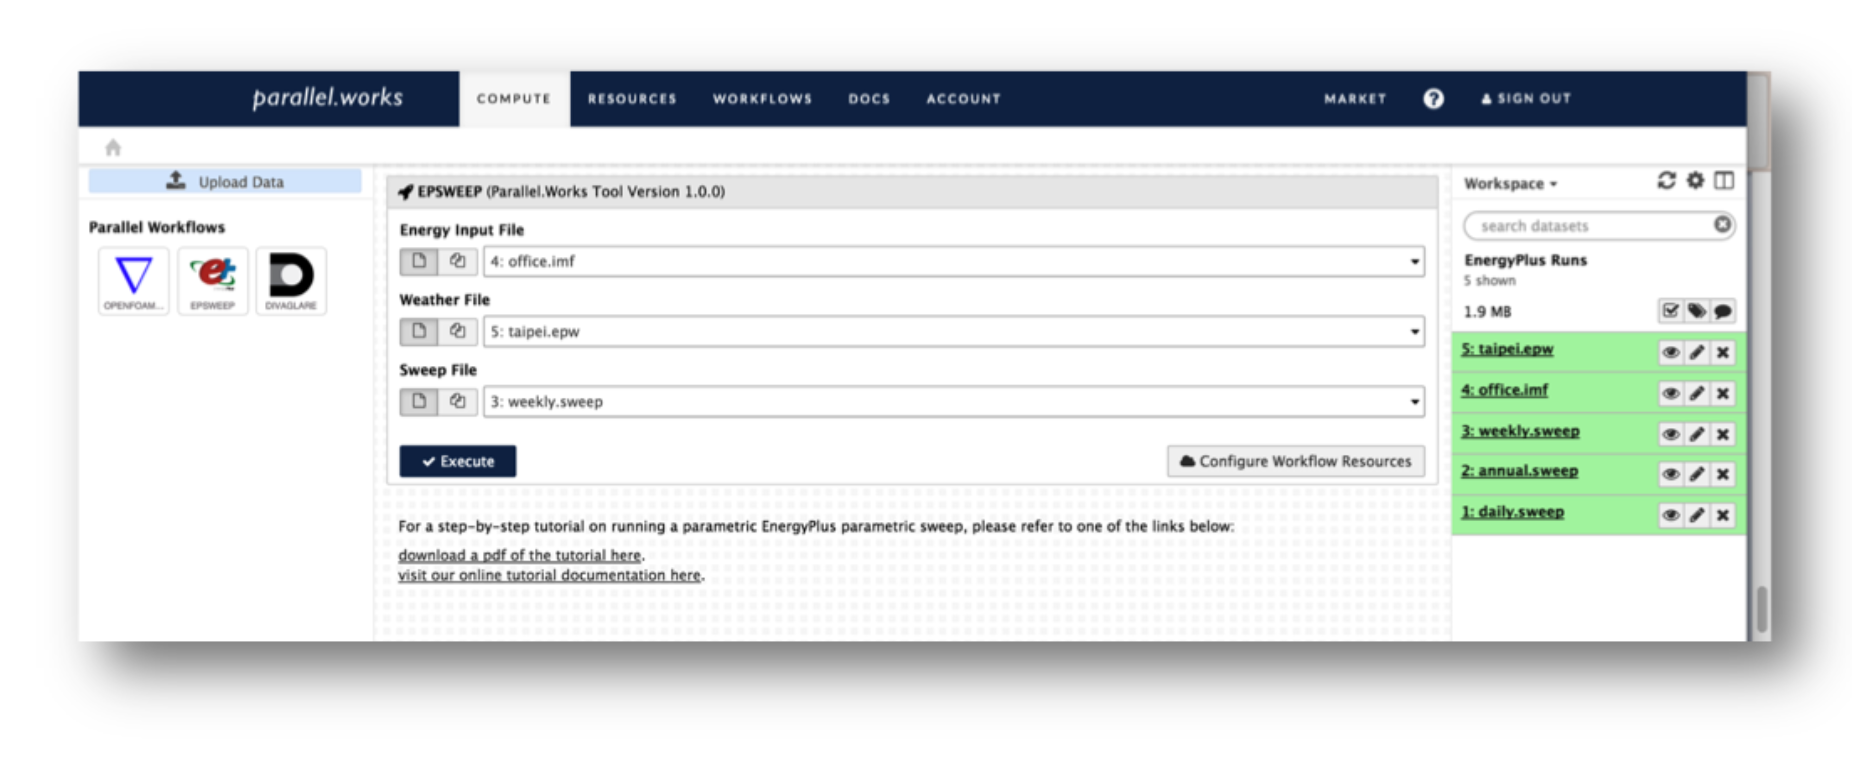 parallel.works
COMPUTE
RESOURCES
WORKFLOWS
DOCS
ACCOUNT
MARKET
?
SIGN OUT
Upload Data
Parallel Workflows
OPENFOAM...
EPSWEEP
DIVAGLARE
EPSWEEP (Parallel.Works Tool Version 1.0.0)
Energy Input File
4: office.imf
Weather File
5: taipei.epw
Sweep File
3: weekly.sweep
Execute
Configure Workflow Resources
For a step-by-step tutorial on running a parametric EnergyPlus parametric sweep, please refer to one of the links below:
download a pdf of the tutorial here.
visit our online tutorial documentation here.
Workspace
search datasets
EnergyPlus Runs
5 shown
1.9 MB
5: taipei.epw
4: office.imf
3: weekly.sweep
2: annual.sweep
1: daily.sweep